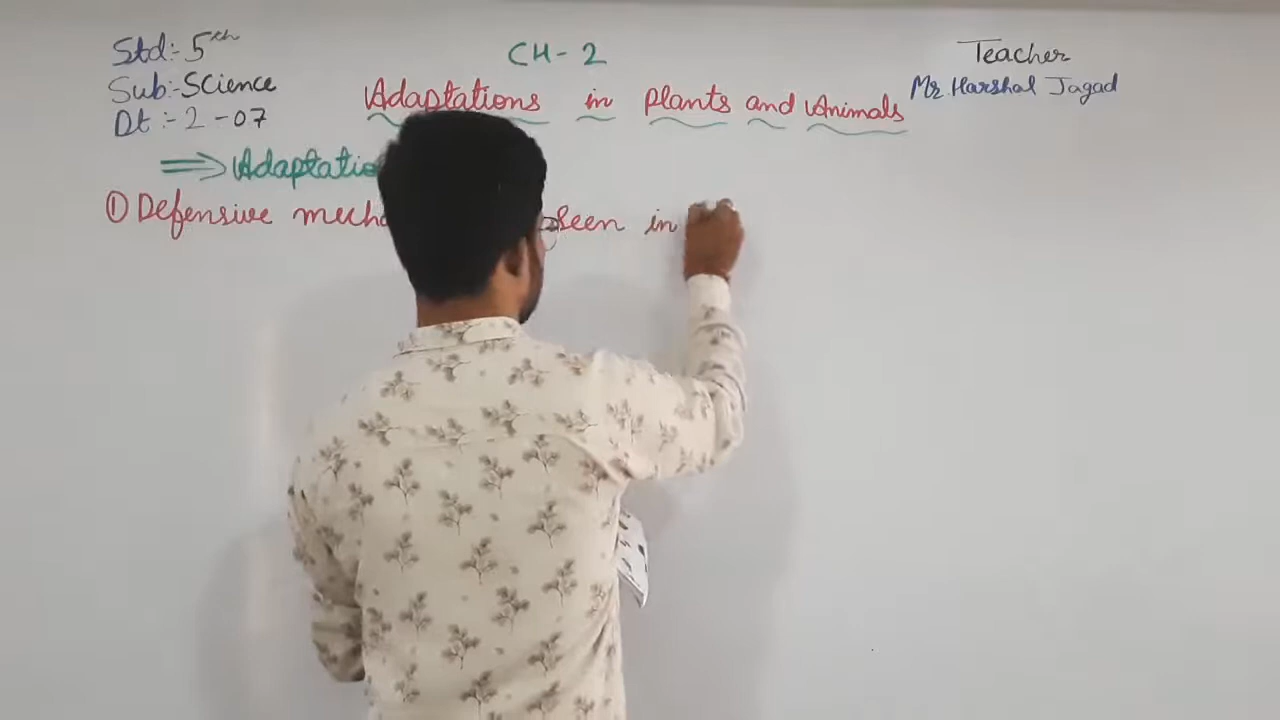 Std:- 5th
CH - 2
Teacher
Sub:- Science
Mr. Harshal Jagad
Adaptations in plants and Animals
Dt :- 2 - 07
⇒ Adaptatio
① Defensive mecha seen in